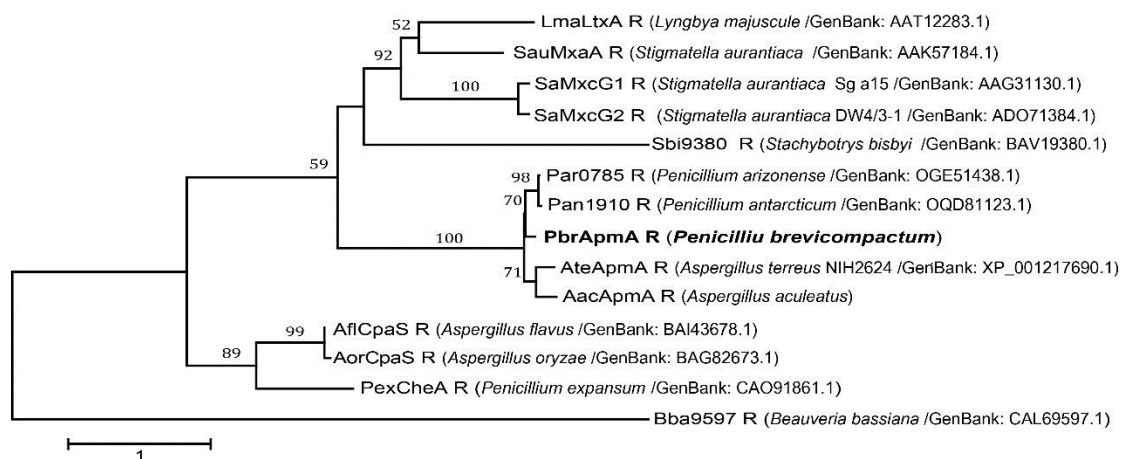 52
LmaLtxA R (Lyngbya majuscule /GenBank: AAT12283.1)
SauMxaA R (Stigmatella aurantiaca /GenBank: AAK57184.1)
92
100
SaMxcG1 R (Stigmatella aurantiaca Sg a15 /GenBank: AAG31130.1)
SaMxcG2 R (Stigmatella aurantiaca DW4/3-1 /GenBank: ADO71384.1)
Sbi9380 R (Stachybotrys bisbyi /GenBank: BAV19380.1)
59
98
Par0785 R (Penicillium arizonense /GenBank: OGE51438.1)
70
Pan1910 R (Penicillium antarcticum /GenBank: OQD81123.1)
100
PbrApmA R (Penicilliu brevicompactum)
71
AteApmA R (Aspergillus terreus NIH2624 /GenBank: XP_001217690.1)
AacApmA R (Aspergillus aculeatus)
99
AflCpaS R (Aspergillus flavus /GenBank: BAI43678.1)
89
AorCpaS R (Aspergillus oryzae /GenBank: BAG82673.1)
PexCheA R (Penicillium expansum /GenBank: CAO91861.1)
Bba9597 R (Beauveria bassiana /GenBank: CAL69597.1)
1